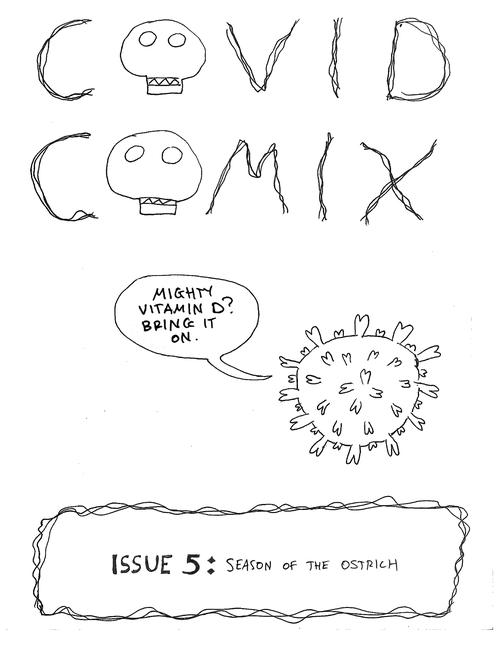 COVID
COMIX
MIGHTY
VITAMIN D?
BRING IT
ON.
ISSUE 5: SEASON OF THE OSTRICH